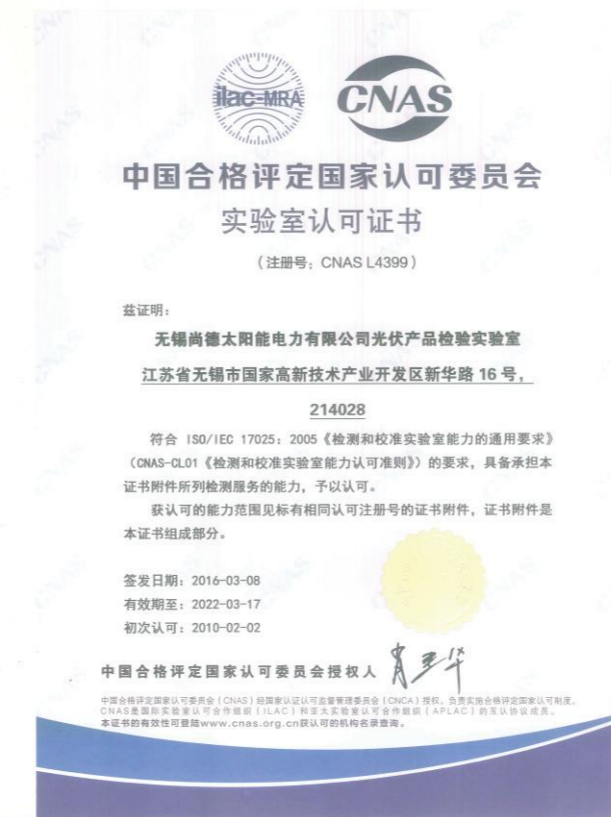 ilac-MRA
CNAS
中国合格评定国家认可委员会
实验室认可证书
（注册号：CNAS L4399）
兹证明：
无锡尚德太阳能电力有限公司光伏产品检验实验室
江苏省无锡市国家高新技术产业开发区新华路 16 号，
214028
符合 ISO/IEC 17025：2005《检测和校准实验室能力的通用要求》
（CNAS-CL01《检测和校准实验室能力认可准则》）的要求，具备承担本
证书附件所列检测服务的能力，予以认可。
获认可的能力范围见标有相同认可注册号的证书附件，证书附件是
本证书组成部分。
签发日期：2016-03-08
有效期至：2022-03-17
初次认可：2010-02-02
中国合格评定国家认可委员会授权人
中国合格评定国家认可委员会（CNAS）经国家认证认可监督管理委员会（CNCA）授权，负责实施合格评定国家认可制度。
CNAS是国际实验室认可合作组织（ILAC）和亚太实验室认可合作组织（APLAC）的互认协议成员。
本证书的有效性可登陆www.cnas.org.cn获认可的机构名录查询。